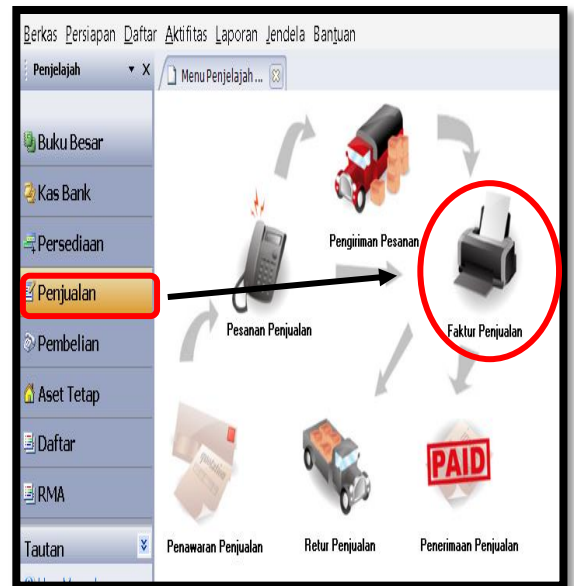 Berkas Persiapan Daftar Aktifitas Laporan Jendela Bantuan
Penjelajah
X
Menu Penjelajah ...
Buku Besar
Kas Bank
Persediaan
Penjualan
Pembelian
Aset Tetap
Daftar
RMA
Tautan
Pengiriman Pesanan
Pesanan Penjualan
Faktur Penjualan
quotation
PAID
Penawaran Penjualan
Retur Penjualan
Penerimaan Penjualan